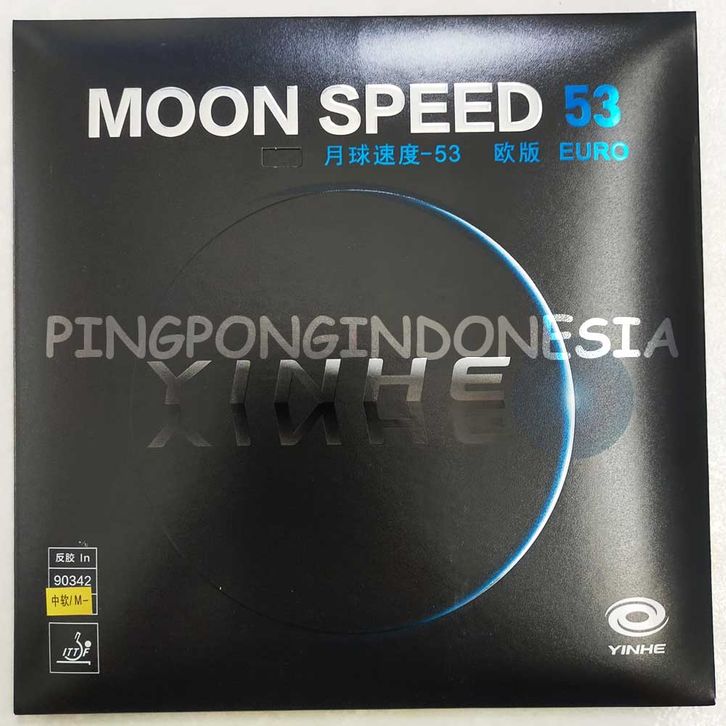 MOON SPEED 53
月球速度-53 欧版 EURO
PINGPONGINDONESIA
YINHE
反胶 In
90342
中软/M-
ITTF
YINHE